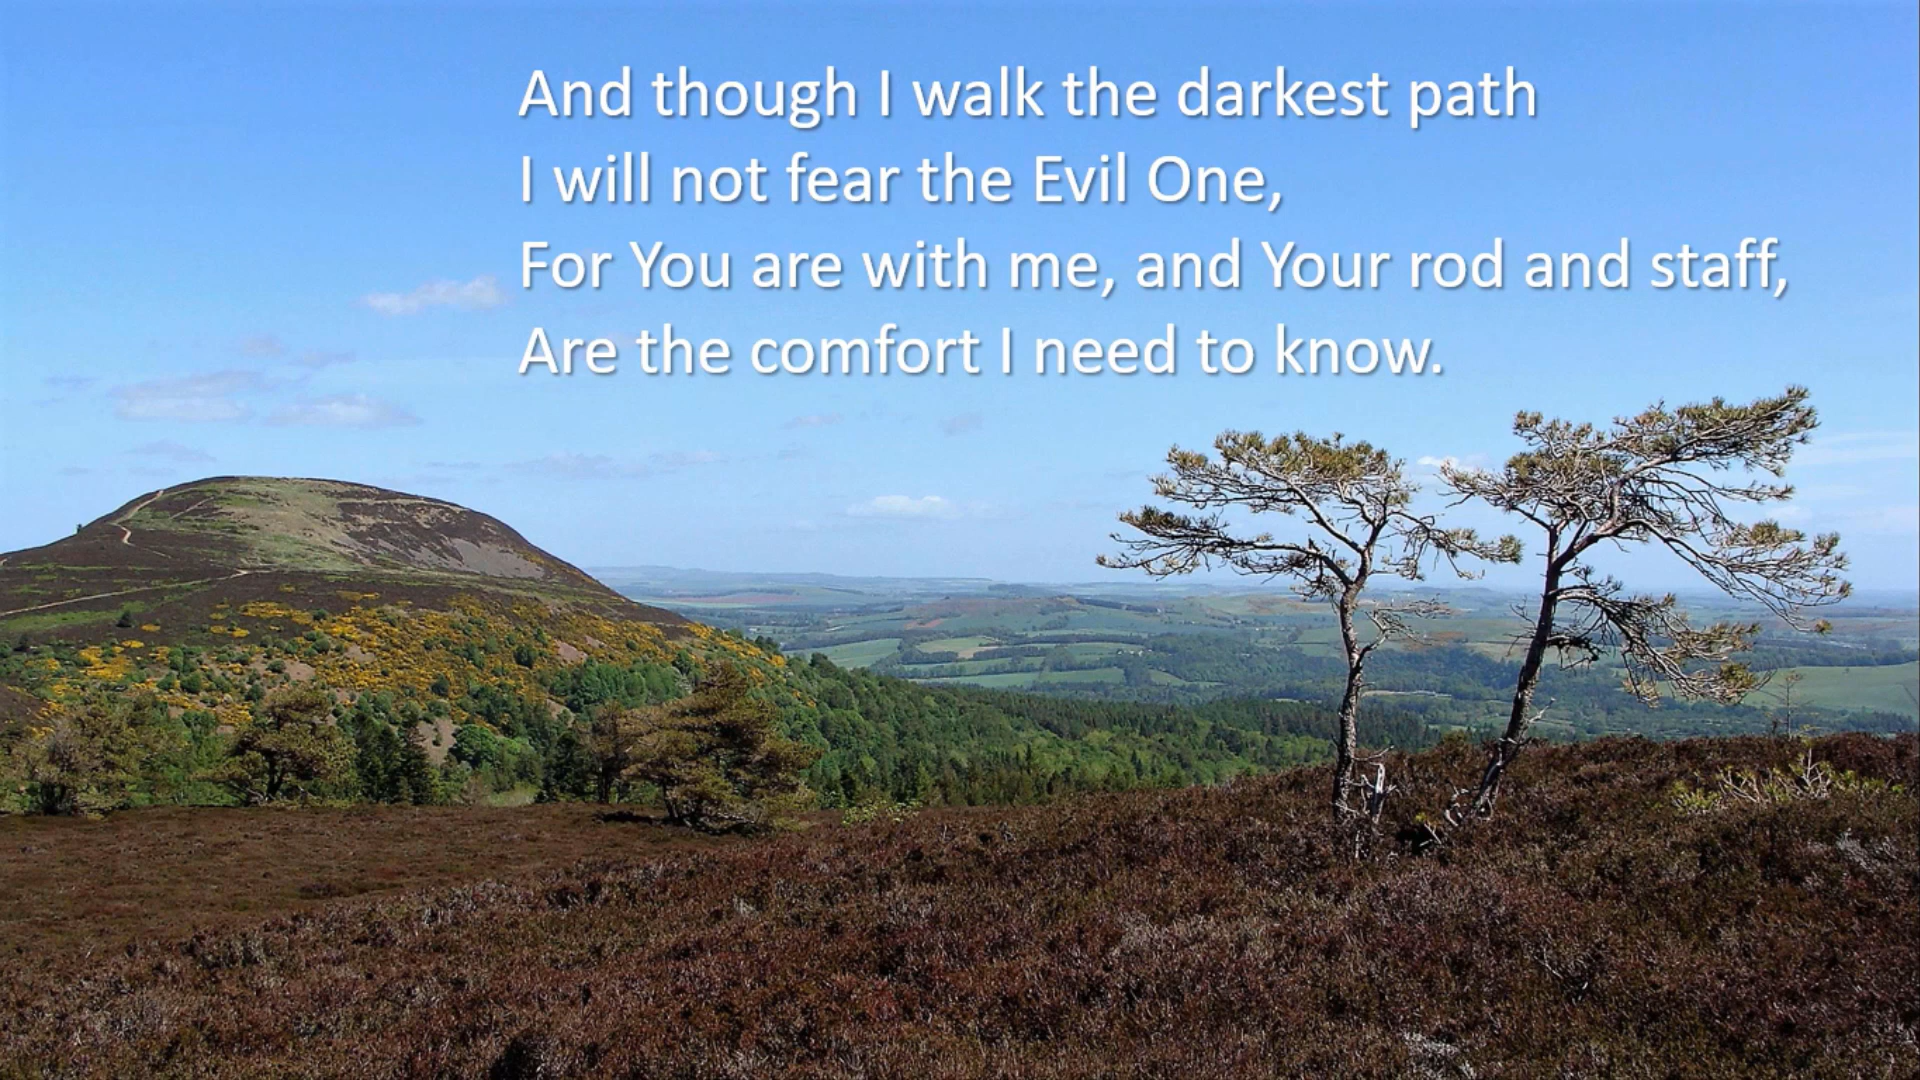 And though I walk the darkest path
I will not fear the Evil One,
For You are with me, and Your rod and staff,
Are the comfort I need to know.